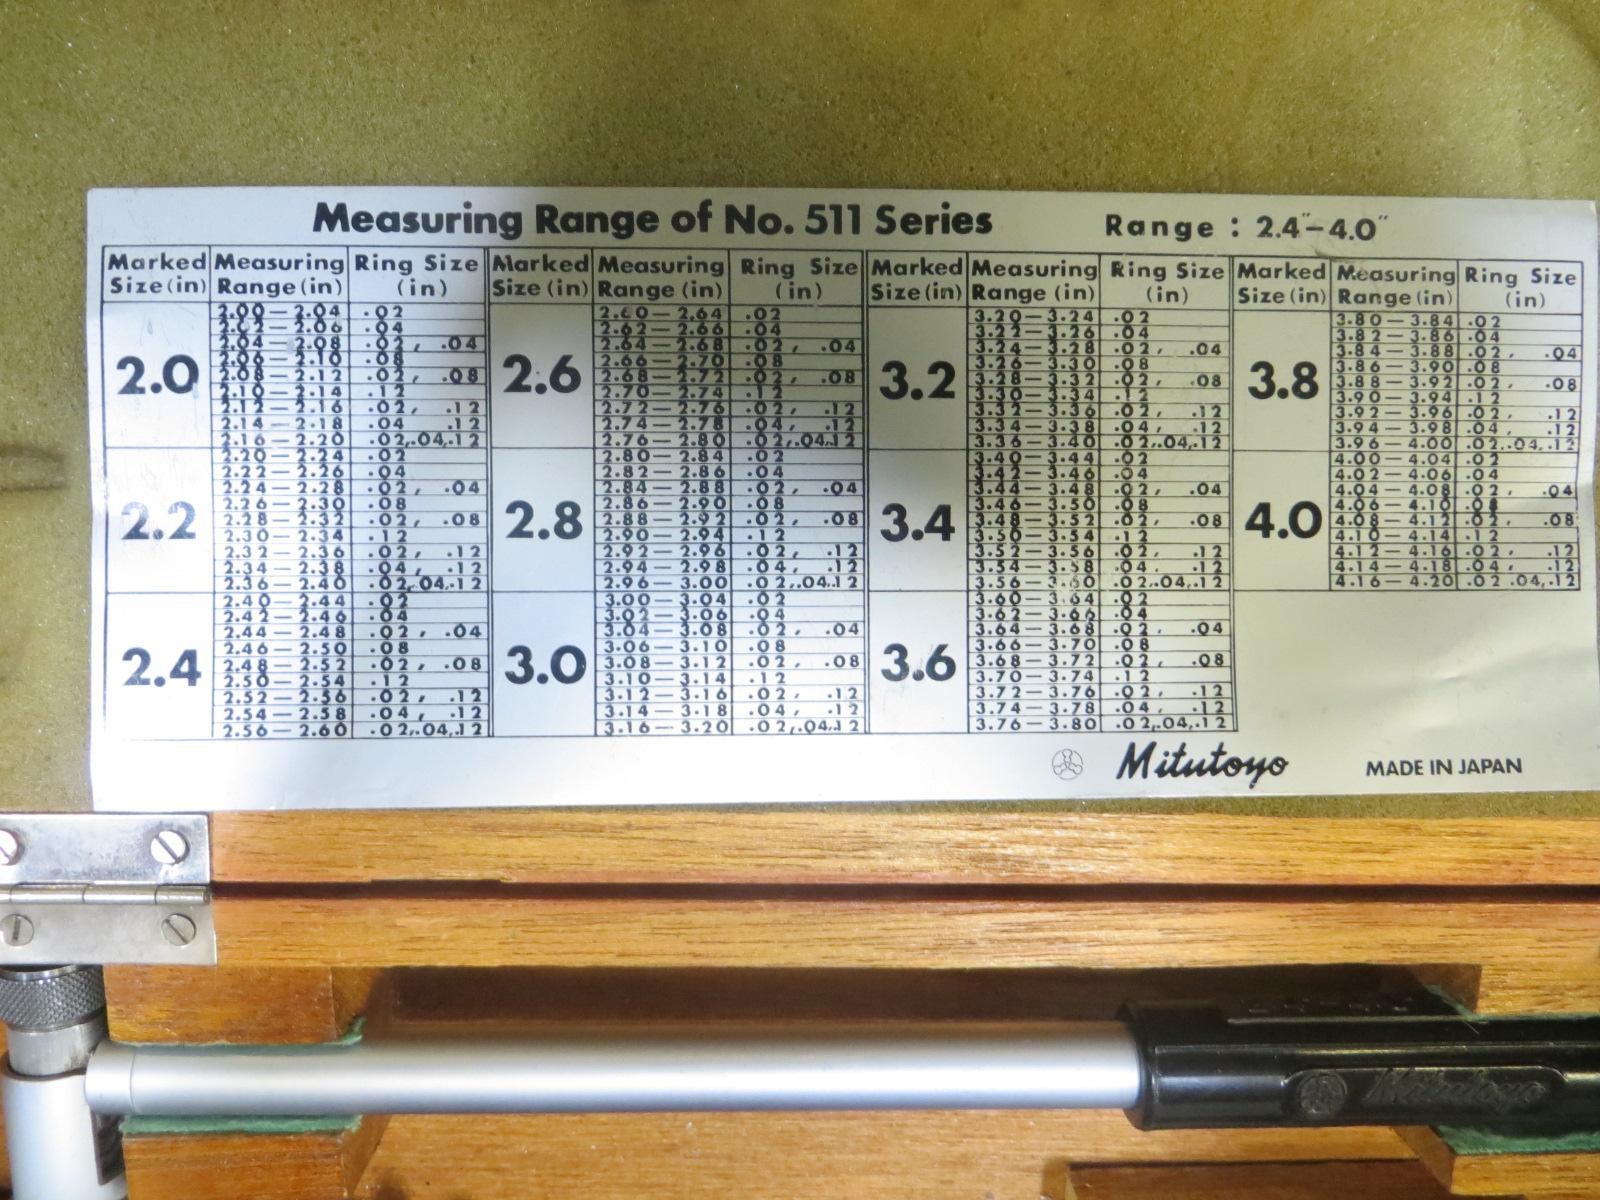 Measuring Range of No. 511 Series Range : 2.4″–4.0″
Marked Size (in) Measuring Range (in) Ring Size (in) Marked Size (in) Measuring Range (in) Ring Size (in) Marked Size (in) Measuring Range (in) Ring Size (in) Marked Size (in) Measuring Range (in) Ring Size (in)
2.0
2.00—2.04 .02
2.02—2.06 .04
2.04—2.08 .02, .04
2.06—2.10 .08
2.08—2.12 .02, .08
2.10—2.14 .12
2.12—2.16 .02, .12
2.14—2.18 .04 .12
2.16—2.20 .02,.04,.12
2.2
2.20—2.24 .02
2.22—2.26 .04
2.24—2.28 .02, .04
2.26—2.30 .08
2.28—2.32 .02, .08
2.30—2.34 .12
2.32—2.36 .02, .12
2.34—2.38 .04, .12
2.36—2.40 .02,.04,.12
2.4
2.40—2.44 .02
2.42—2.46 .04
2.44—2.48 .02, .04
2.46—2.50 .08
2.48—2.52 .02, .08
2.50—2.54 .12
2.52—2.56 .02, .12
2.54—2.58 .04, .12
2.56—2.60 .02,.04,.12
2.6
2.60—2.64 .02
2.62—2.66 .04
2.64—2.68 .02, .04
2.66—2.70 .08
2.68—2.72 .02, .08
2.70—2.74 .12
2.72—2.76 .02, .12
2.74—2.78 .04, .12
2.76—2.80 .02,.04,.12
2.8
2.80—2.84 .02
2.82—2.86 .04
2.84—2.88 .02, .04
2.86—2.90 .08
2.88—2.92 .02, .08
2.90—2.94 .12
2.92—2.96 .02, .12
2.94—2.98 .04, .12
2.96—3.00 .02,.04,.12
3.0
3.00—3.04 .02
3.02—3.06 .04
3.04—3.08 .02, .04
3.06—3.10 .08
3.08—3.12 .02, .08
3.10—3.14 .12
3.12—3.16 .02, .12
3.14—3.18 .04, .12
3.16—3.20 .02,.04,.12
3.2
3.20—3.24 .02
3.22—3.26 .04
3.24—3.28 .02, .04
3.26—3.30 .08
3.28—3.32 .02, .08
3.30—3.34 .12
3.32—3.36 .02, .12
3.34—3.38 .04, .12
3.36—3.40 .02,.04,.12
3.4
3.40—3.44 .02
3.42—3.46 .04
3.44—3.48 .02, .04
3.46—3.50 .08
3.48—3.52 .02, .08
3.50—3.54 .12
3.52—3.56 .02, .12
3.54—3.58 .04, .12
3.56—3.60 .02,.04,.12
3.6
3.60—3.64 .02
3.62—3.66 .04
3.64—3.68 .02, .04
3.66—3.70 .08
3.68—3.72 .02, .08
3.70—3.74 .12
3.72—3.76 .02, .12
3.74—3.78 .04, .12
3.76—3.80 .02,.04,.12
3.8
3.80—3.84 .02
3.82—3.86 .04
3.84—3.88 .02, .04
3.86—3.90 .08
3.88—3.92 .02, .08
3.90—3.94 .12
3.92—3.96 .02, .12
3.94—3.98 .04, .12
3.96—4.00 .02,.04,.12
4.0
4.00—4.04 .02
4.02—4.06 .04
4.04—4.08 .02, .04
4.06—4.10 .08
4.08—4.12 .02, .08
4.10—4.14 .12
4.12—4.16 .02, .12
4.14—4.18 .04, .12
4.16—4.20 .02 .04,.12
Mitutoyo MADE IN JAPAN
Mitutoyo